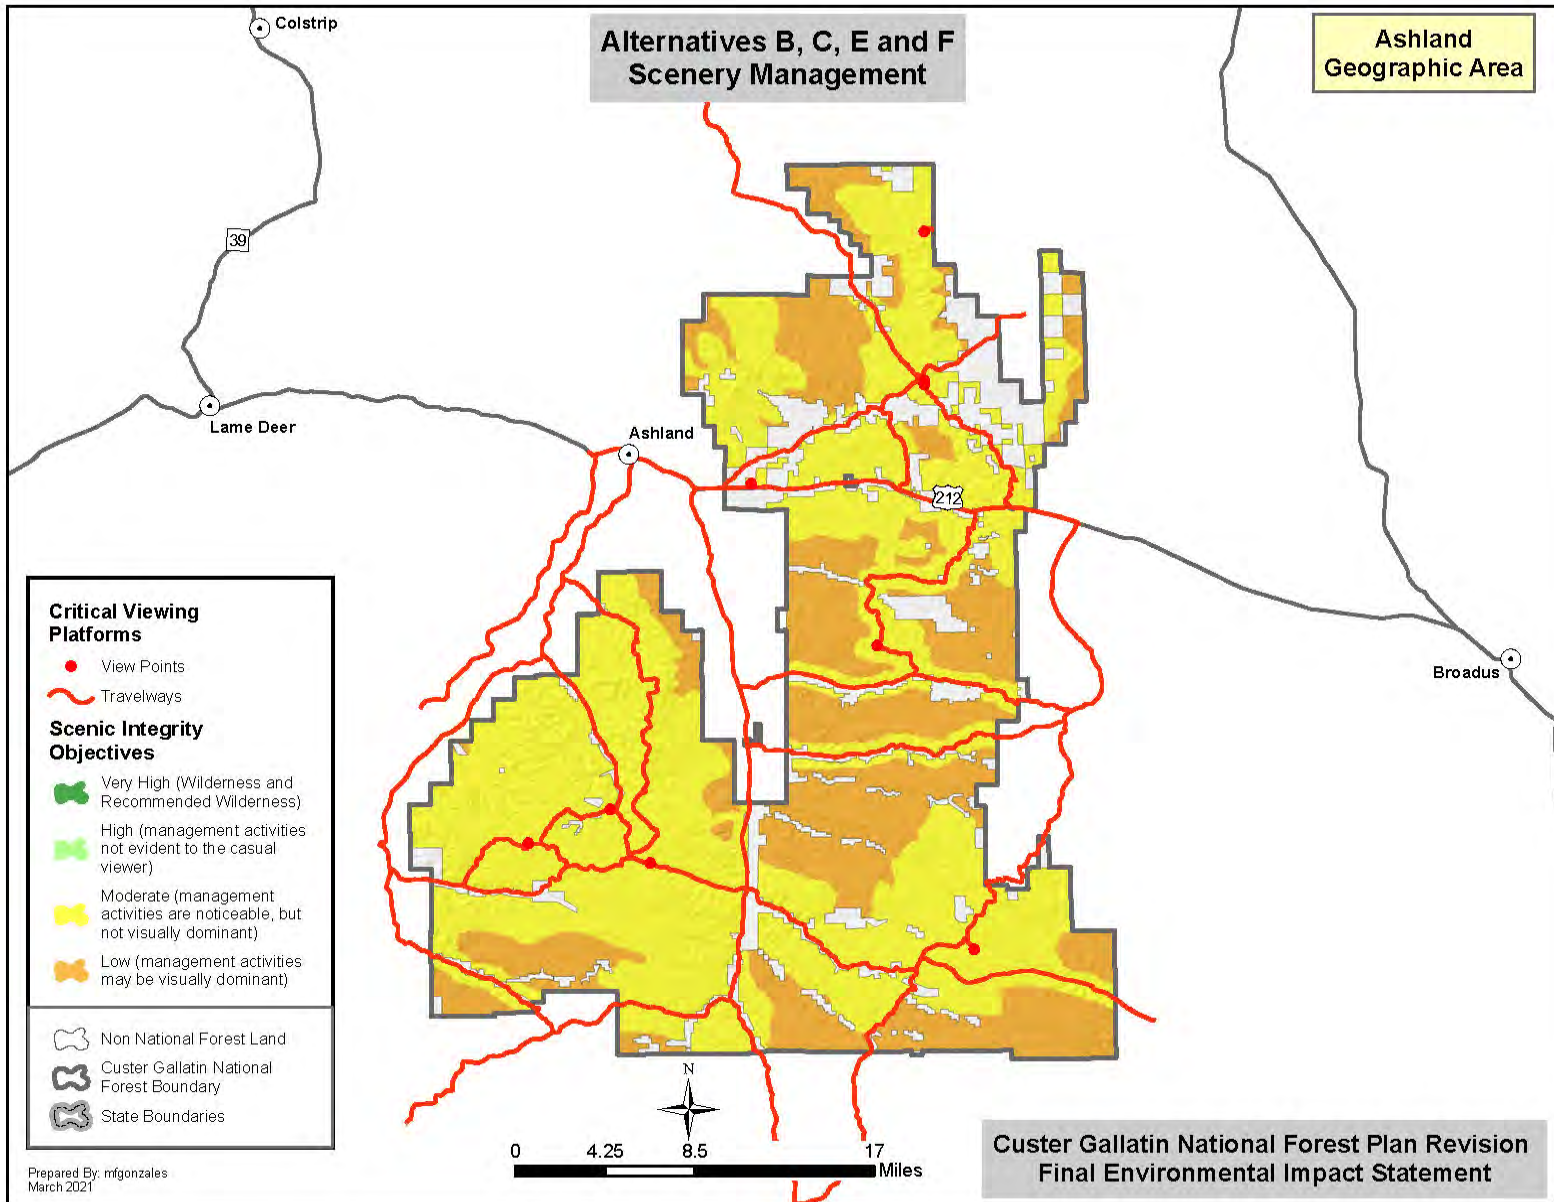 Colstrip
Alternatives B, C, E and F
Scenery Management
Ashland
Geographic Area
39
Lame Deer
Ashland
212
Broadus
Critical Viewing
Platforms
View Points
Travelways
Scenic Integrity
Objectives
Very High (Wilderness and
Recommended Wilderness)
High (management activities
not evident to the casual
viewer)
Moderate (management
activities are noticeable, but
not visually dominant)
Low (management activities
may be visually dominant)
Non National Forest Land
Custer Gallatin National
Forest Boundary
State Boundaries
Prepared By: mfgonzales
March 2021
N
0 4.25 8.5 17
Miles
Custer Gallatin National Forest Plan Revision
Final Environmental Impact Statement